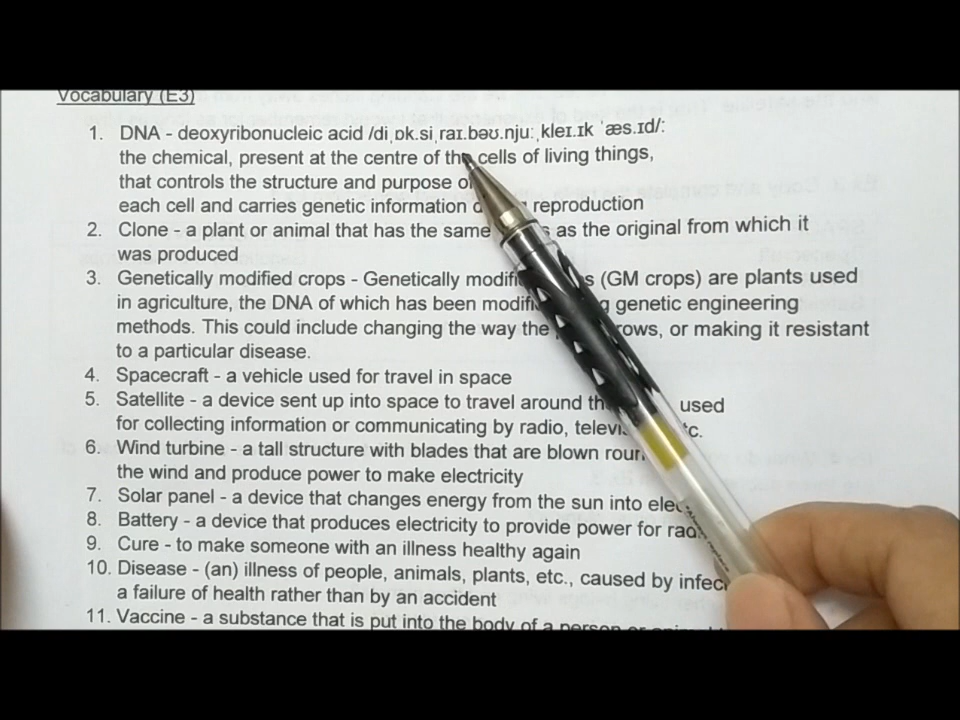 Vocabulary (E3)
1. DNA - deoxyribonucleic acid /diˌɒk.siˌraɪ.bəʊ.njuːˌkleɪ.ɪk ˈæs.ɪd/:
the chemical, present at the centre of the cells of living things,
that controls the structure and purpose of
each cell and carries genetic information reproduction
2. Clone - a plant or animal that has the same as the original from which it
was produced
3. Genetically modified crops - Genetically modified (GM crops) are plants used
in agriculture, the DNA of which has been modified genetic engineering
methods. This could include changing the way the grows, or making it resistant
to a particular disease.
4. Spacecraft - a vehicle used for travel in space
5. Satellite - a device sent up into space to travel around used
for collecting information or communicating by radio, etc.
6. Wind turbine - a tall structure with blades that are blown
the wind and produce power to make electricity
7. Solar panel - a device that changes energy from the sun into
8. Battery - a device that produces electricity to provide power for
9. Cure - to make someone with an illness healthy again
10. Disease - (an) illness of people, animals, plants, etc., caused by
a failure of health rather than by an accident
11. Vaccine - a substance that is put into the body of a person or